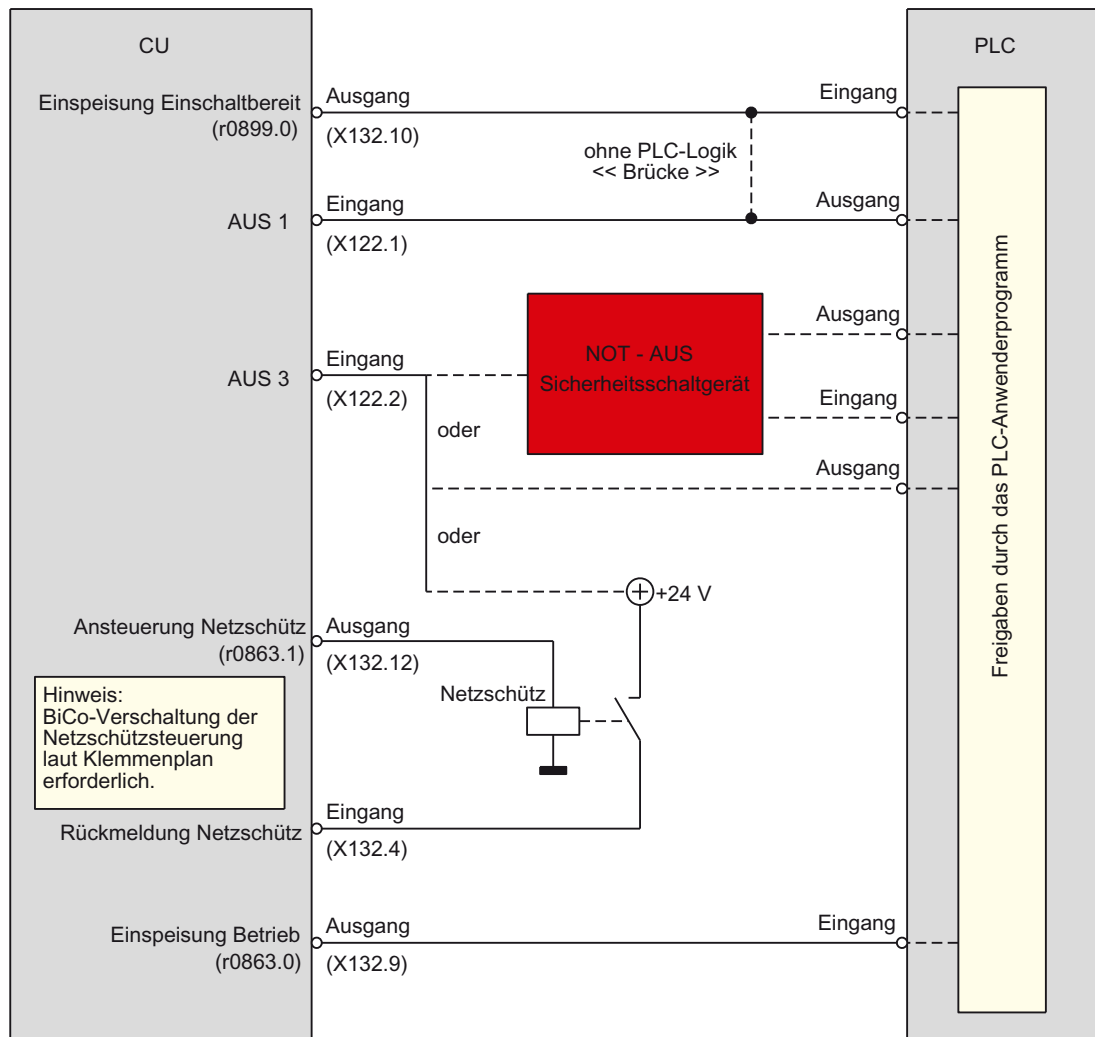 CU
PLC
Einspeisung Einschaltbereit
(r0899.0)
Ausgang
(X132.10)
Eingang
ohne PLC-Logik
<< Brücke >>
AUS 1
Eingang
(X122.1)
Ausgang
AUS 3
Eingang
(X122.2)
NOT - AUS
Sicherheitsschaltgerät
Ausgang
Eingang
Ausgang
oder
oder
+24 V
Ansteuerung Netzschütz
(r0863.1)
Ausgang
(X132.12)
Netzschütz
Hinweis:
BiCo-Verschaltung der
Netzschützsteuerung
laut Klemmenplan
erforderlich.
Rückmeldung Netzschütz
Eingang
(X132.4)
Einspeisung Betrieb
(r0863.0)
Ausgang
(X132.9)
Eingang
Freigaben durch das PLC-Anwenderprogramm